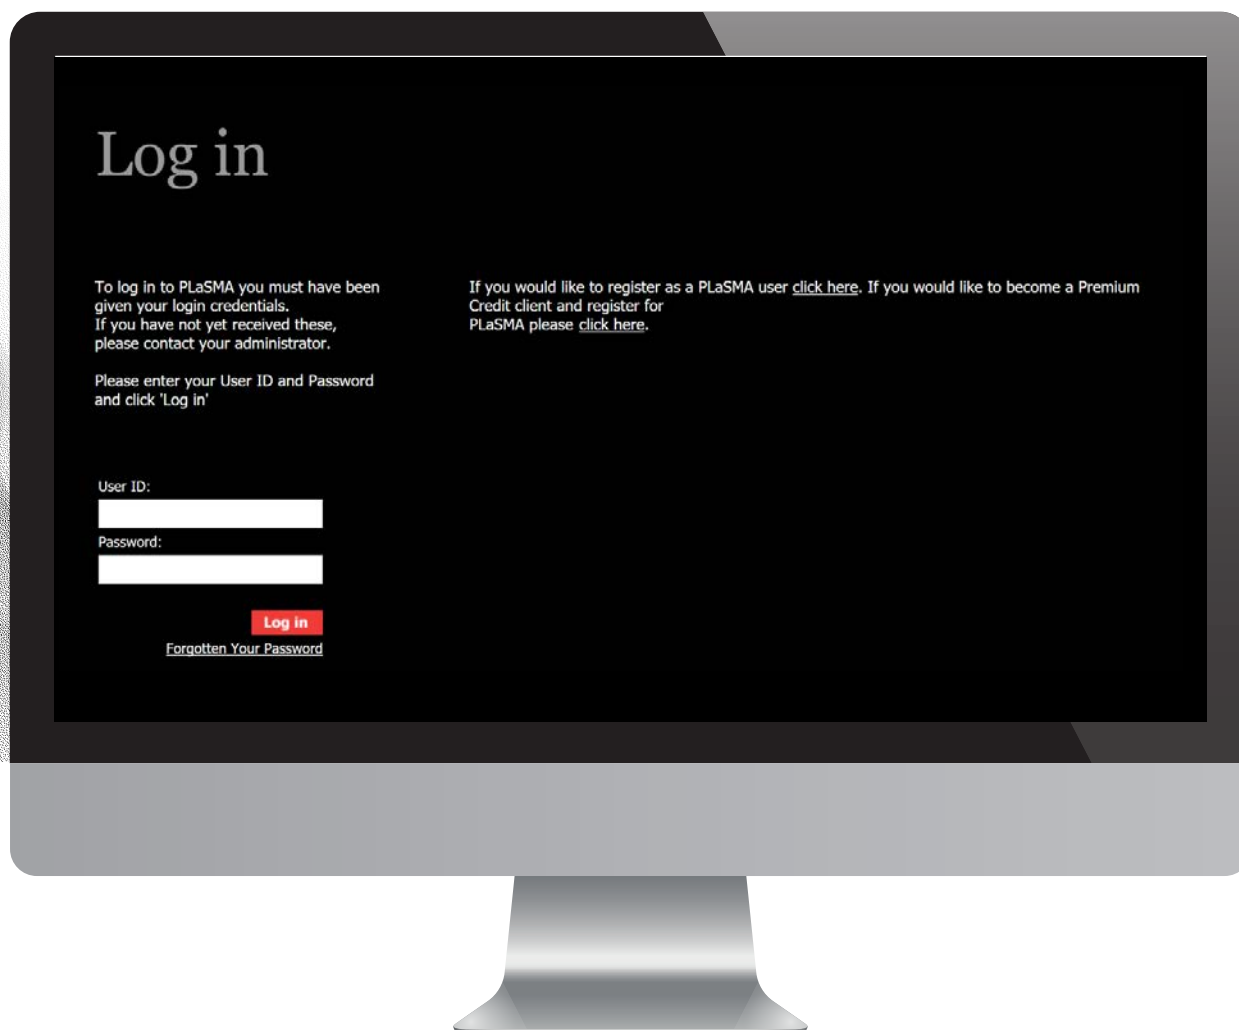 Log in
To log in to PLaSMA you must have been
given your login credentials.
If you have not yet received these,
please contact your administrator.
Please enter your User ID and Password
and click 'Log in'
If you would like to register as a PLaSMA user click here. If you would like to become a Premium
Credit client and register for
PLaSMA please click here.
User ID:
Password:
Log in
Forgotten Your Password